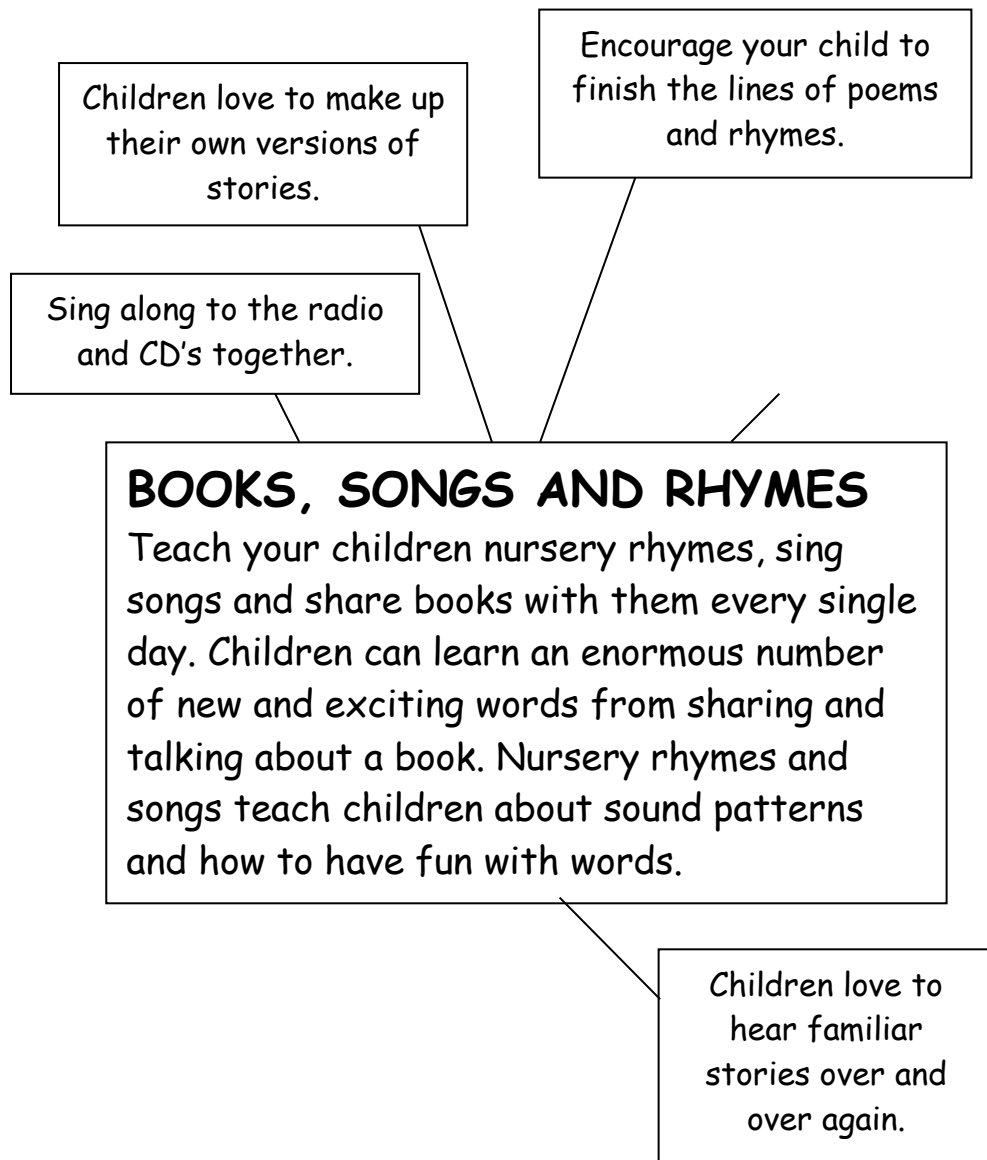 Encourage your child to
finish the lines of poems
and rhymes.
Children love to make up
their own versions of
stories.
Sing along to the radio
and CD's together.
BOOKS, SONGS AND RHYMES
Teach your children nursery rhymes, sing
songs and share books with them every single
day. Children can learn an enormous number
of new and exciting words from sharing and
talking about a book. Nursery rhymes and
songs teach children about sound patterns
and how to have fun with words.
Children love to
hear familiar
stories over and
over again.